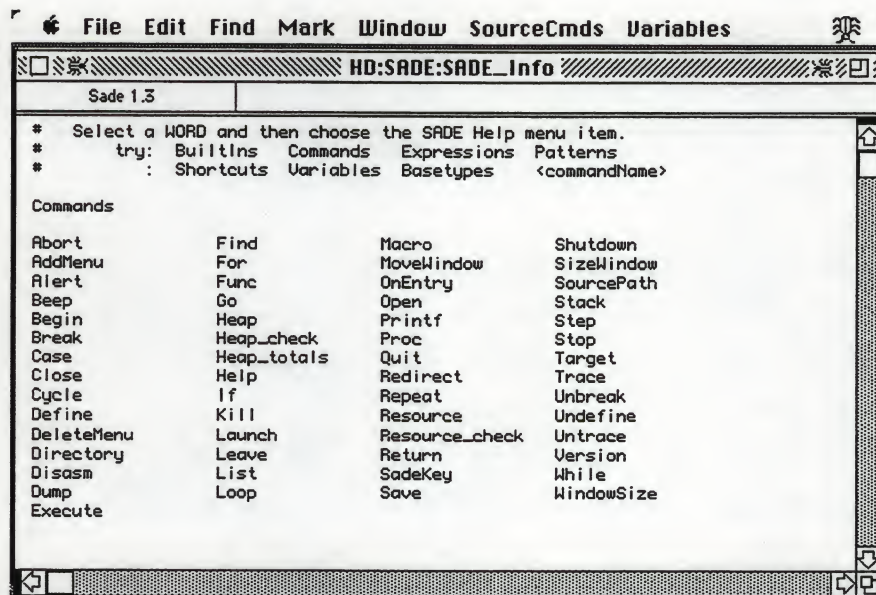 File Edit Find Mark Window SourceCmds Variables
HD:SADE:SADE_Info
Sade 1.3
# Select a WORD and then choose the SADE Help menu item.
# try: BuiltIns Commands Expressions Patterns
# : Shortcuts Variables Basetypes <commandName>
Commands
Abort Find Macro Shutdown
AddMenu For MoveWindow SizeWindow
Alert Func OnEntry SourcePath
Beep Go Open Stack
Begin Heap Printf Step
Break Heap_check Proc Stop
Case Heap_totals Quit Target
Close Help Redirect Trace
Cycle If Repeat Unbreak
Define Kill Resource Undefine
DeleteMenu Launch Resource_check Untrace
Directory Leave Return Version
Disasm List SadeKey While
Dump Loop Save WindowSize
Execute